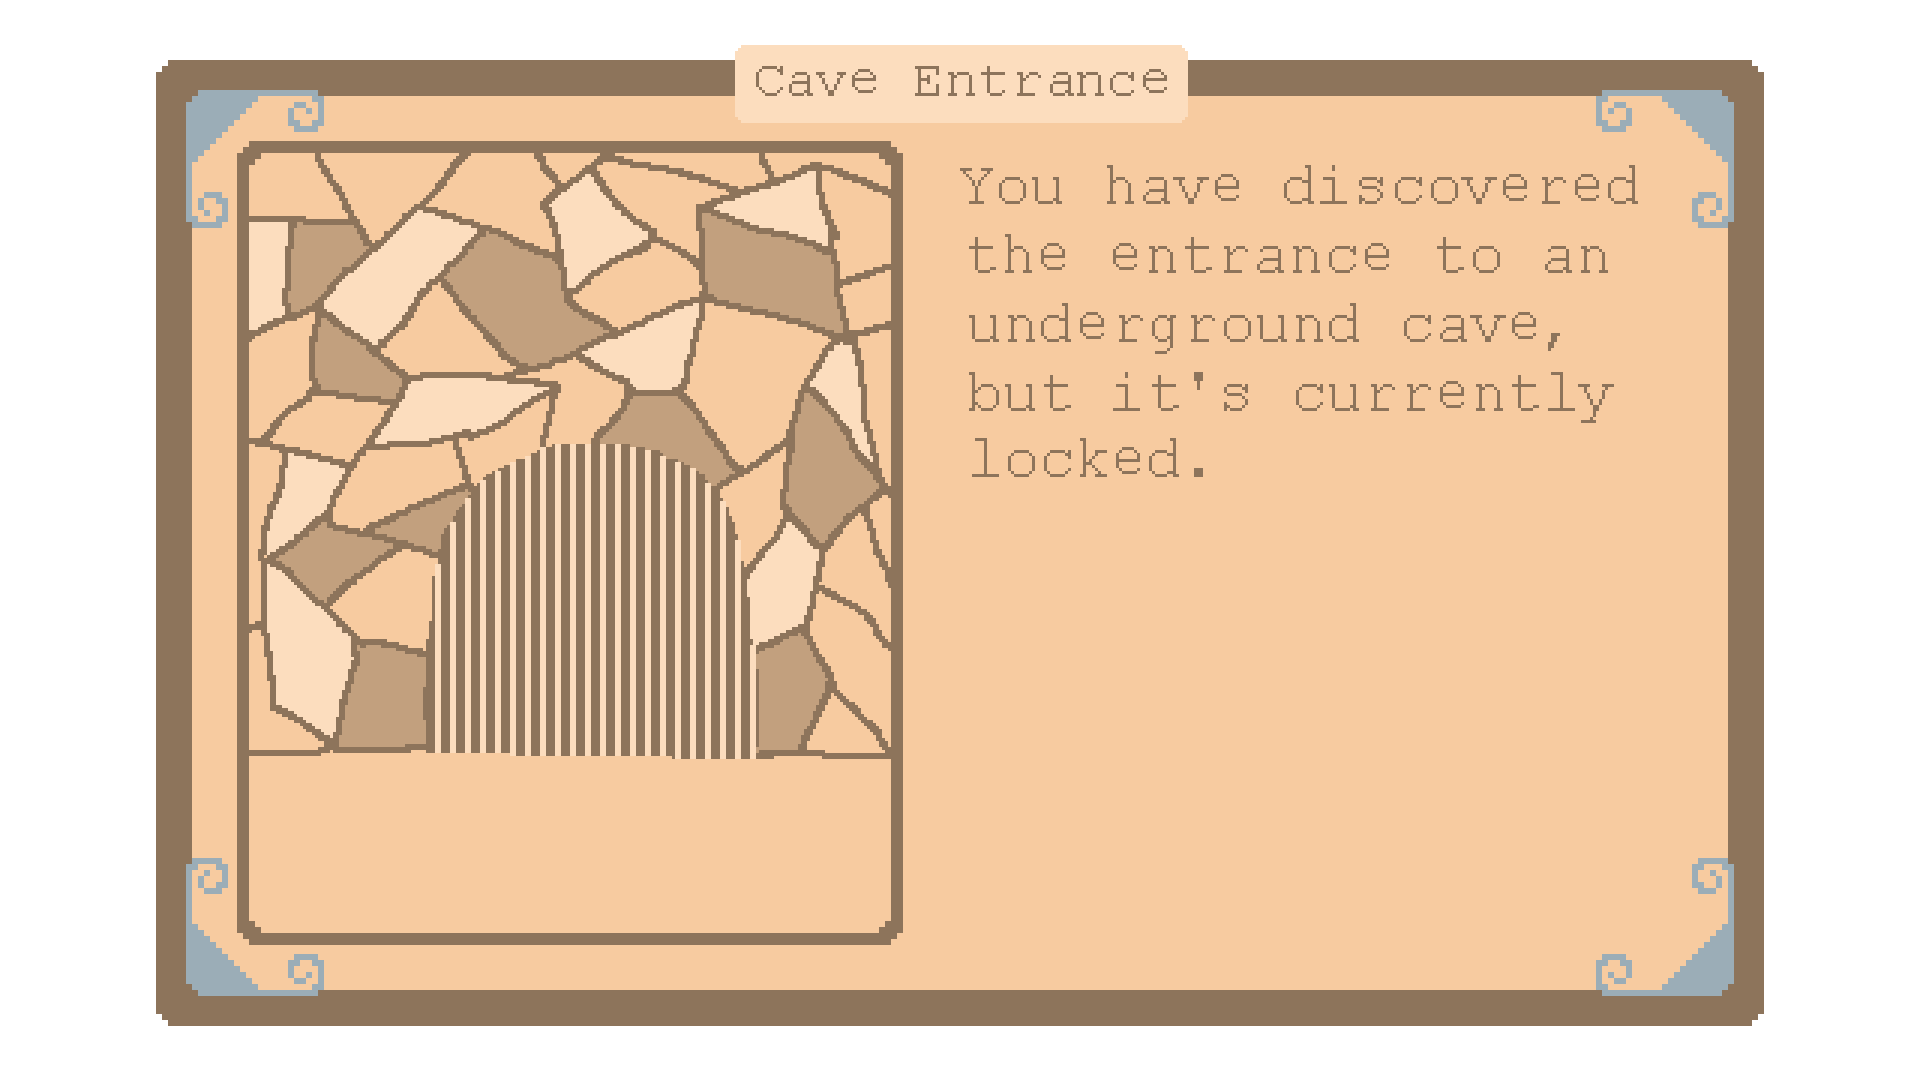 Cave Entrance
You have discovered
the entrance to an
underground cave,
but it's currently
locked.